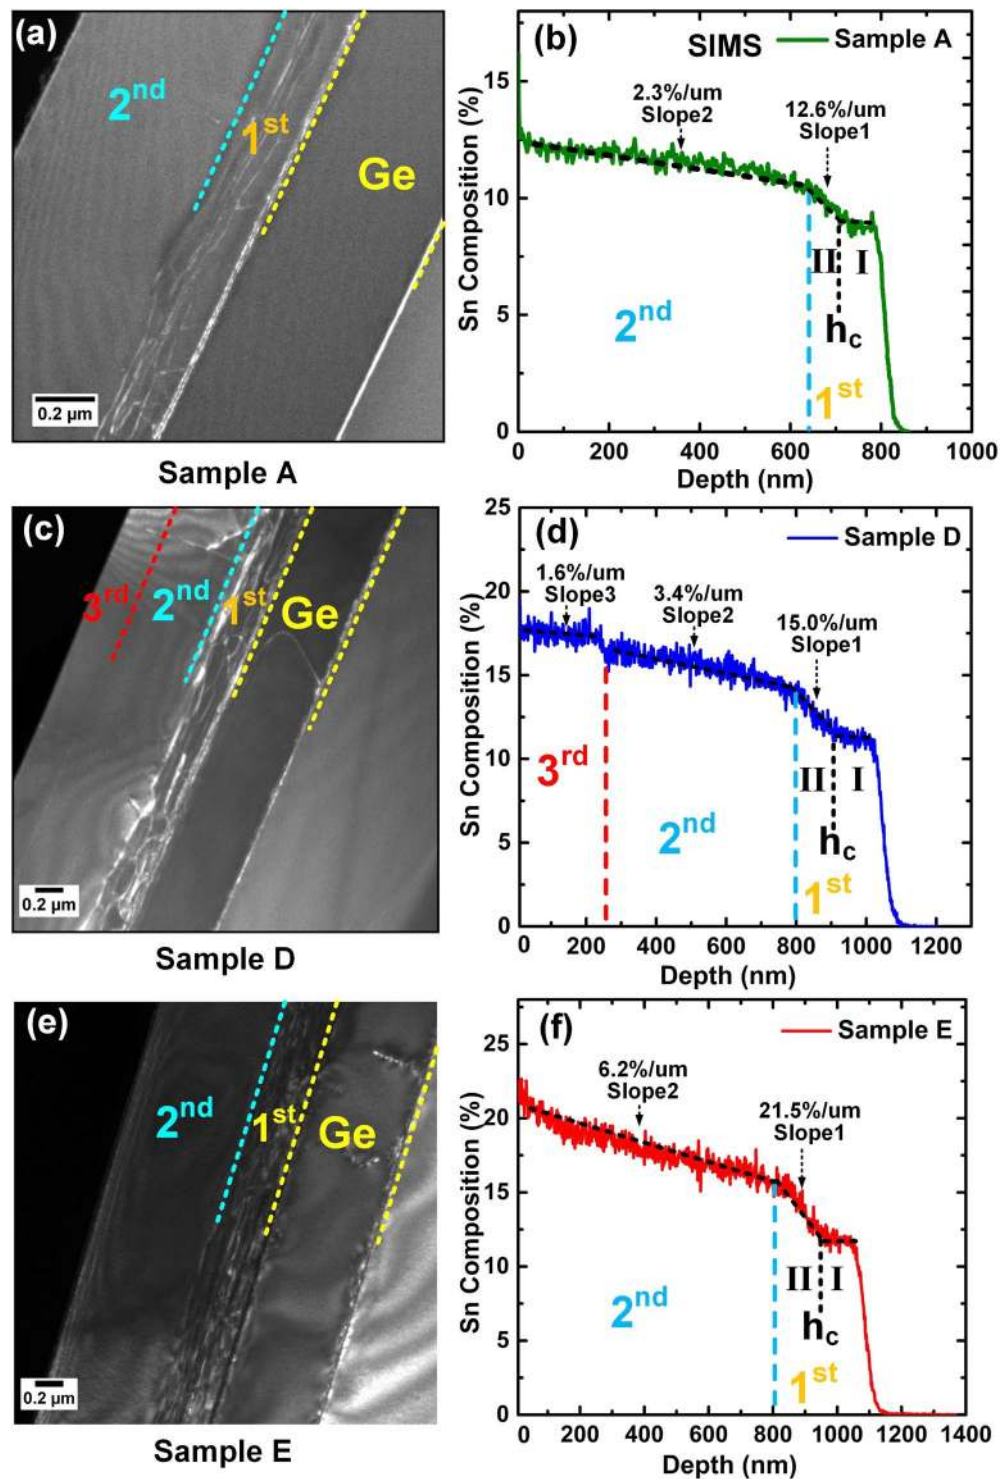 (a)
2nd
1st
Ge
0.2 μm
Sample A
(b)
SIMS
Sample A
2.3%/um
Slope2
12.6%/um
Slope1
II
I
2nd
hc
1st
15
10
5
0
0 200 400 600 800 1000
Sn Composition (%)
Depth (nm)
(c)
3rd
2nd
1st
Ge
0.2 μm
Sample D
(d)
Sample D
1.6%/um
Slope3
3.4%/um
Slope2
15.0%/um
Slope1
3rd
II
I
2nd
hc
1st
25
20
15
10
5
0
0 200 400 600 800 1000 1200
Sn Composition (%)
Depth (nm)
(e)
2nd
1st
Ge
0.2 μm
Sample E
(f)
Sample E
6.2%/um
Slope2
21.5%/um
Slope1
II
I
2nd
hc
1st
25
20
15
10
5
0
0 200 400 600 800 1000 1200 1400
Sn Composition (%)
Depth (nm)